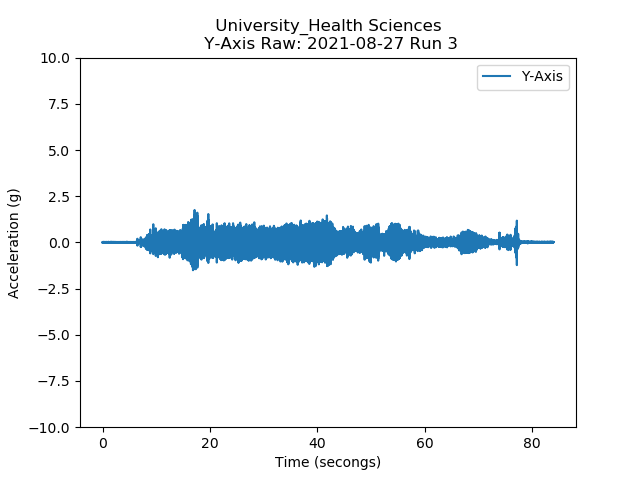 University_Health Sciences
Y-Axis Raw: 2021-08-27 Run 3
10.0
7.5
5.0
2.5
0.0
−2.5
−5.0
−7.5
−10.0
Acceleration (g)
Y-Axis
0
20
40
60
80
Time (secongs)